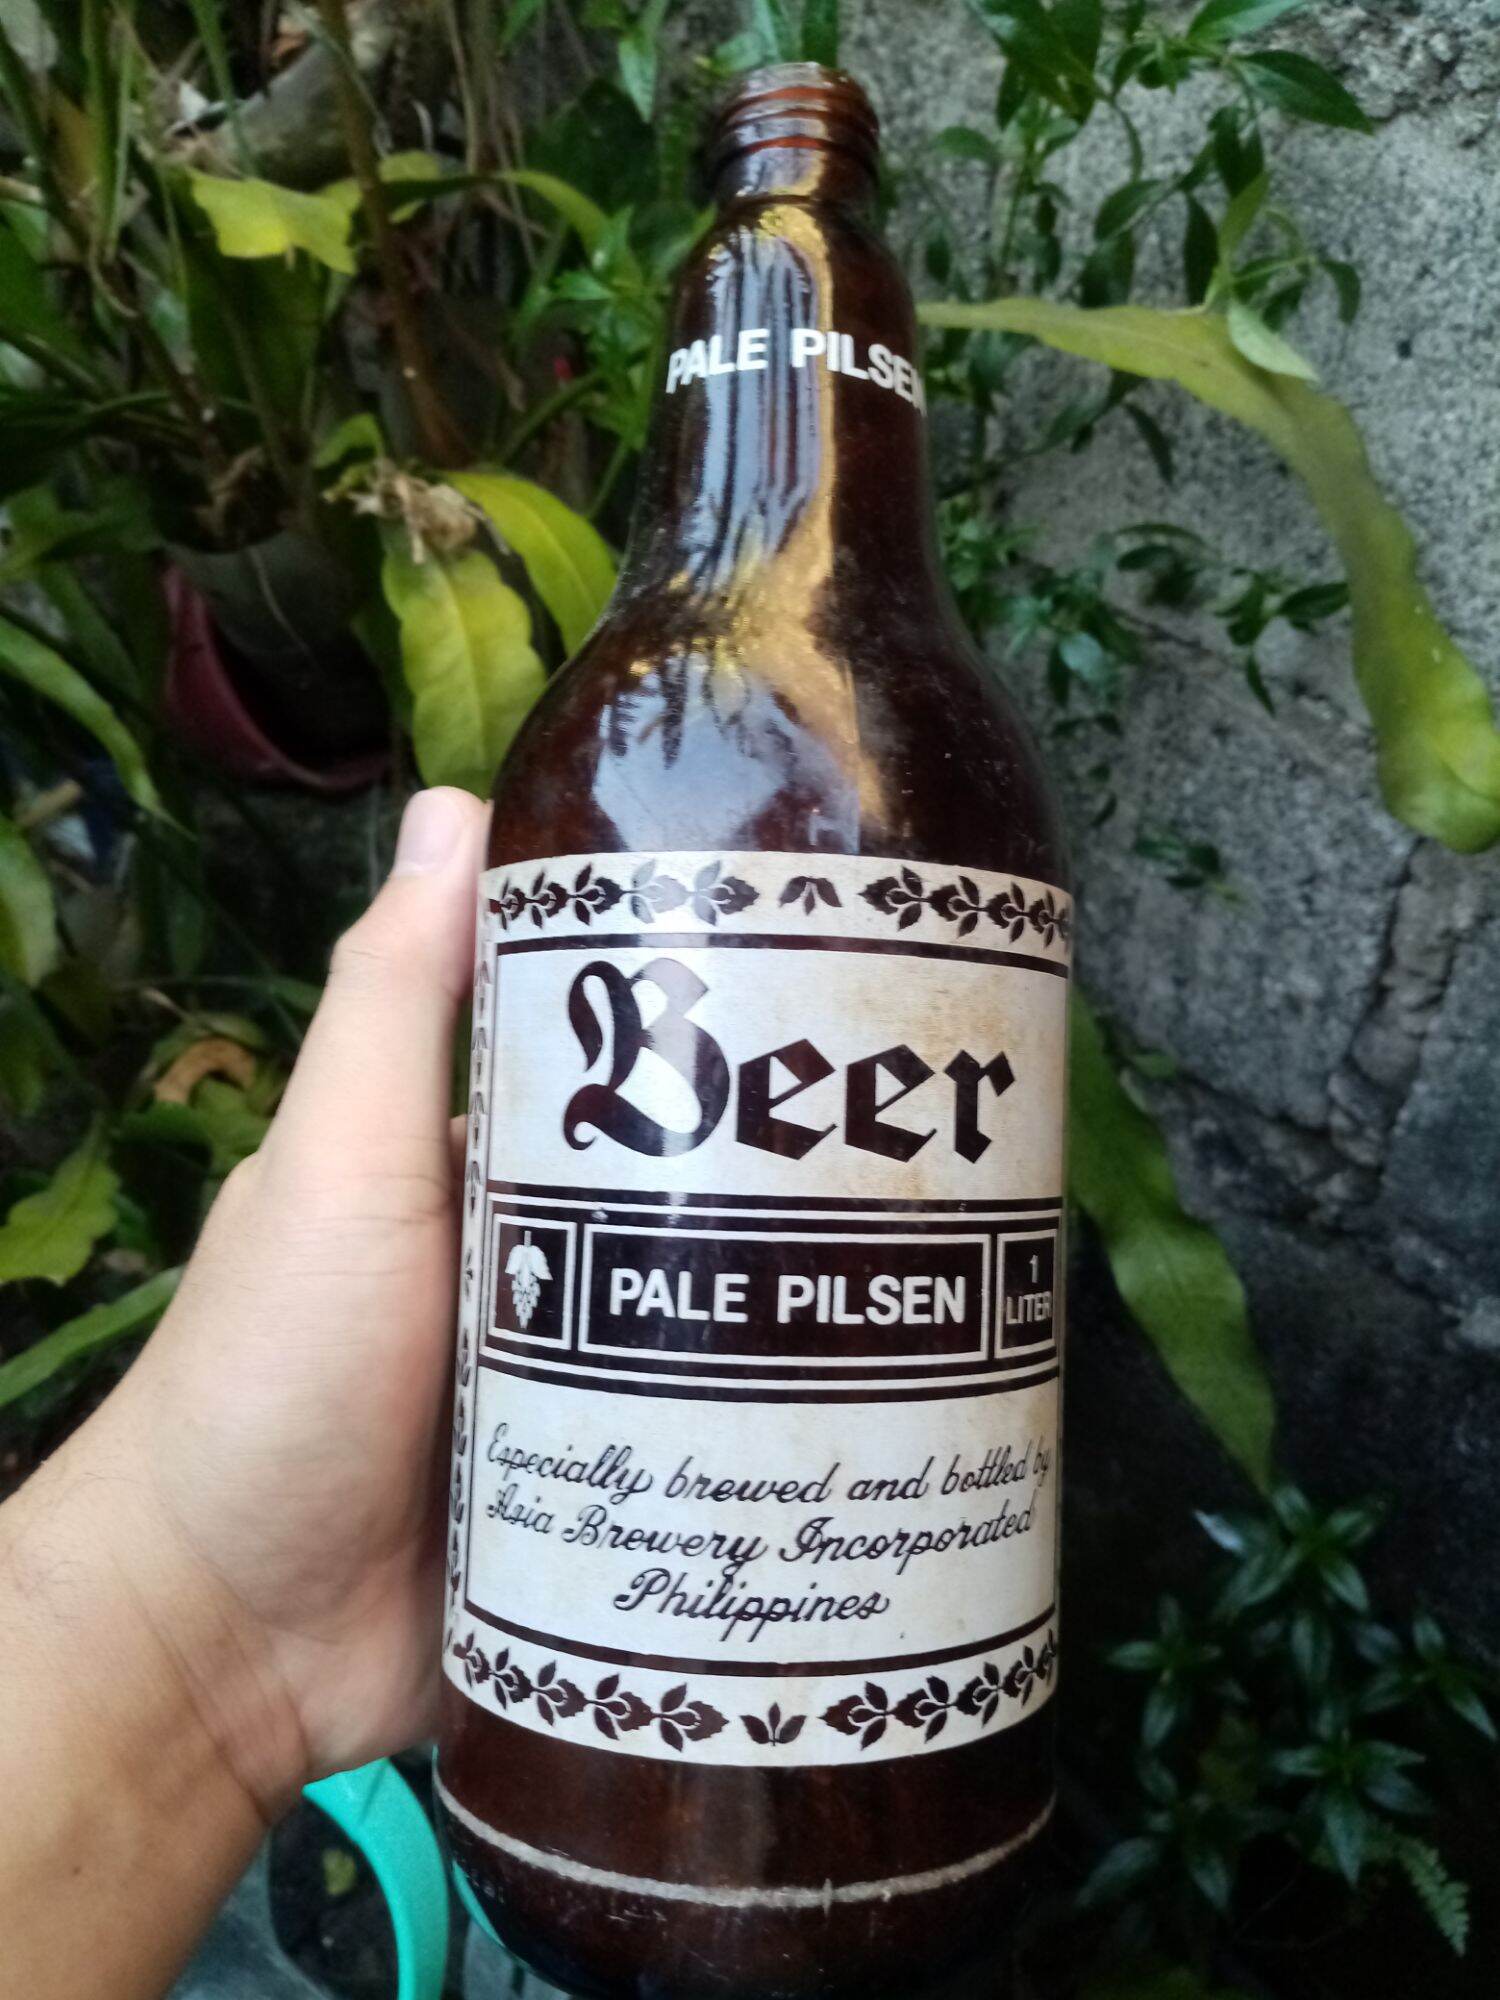 PALE PILSEN
Beer
PALE PILSEN
1
LITER
Especially brewed and bottled by
Asia Brewery Incorporated
Philippines